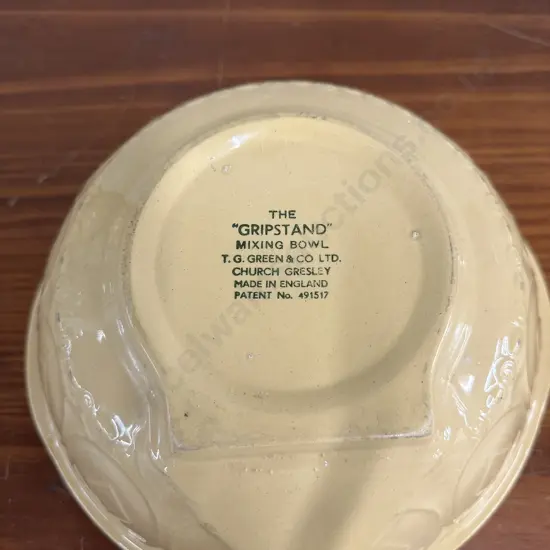 THE
"GRIPSTAND"
MIXING BOWL
T. G. GREEN & CO LTD.
CHURCH GRESLEY
MADE IN ENGLAND
PATENT No. 491517